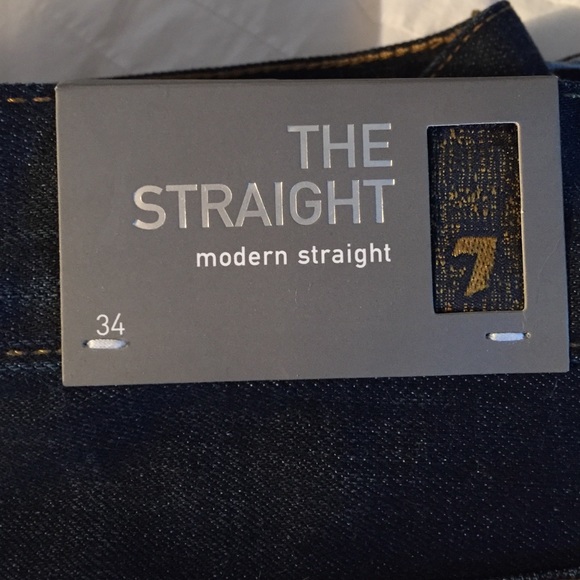 THE
STRAIGHT
modern straight
34
7